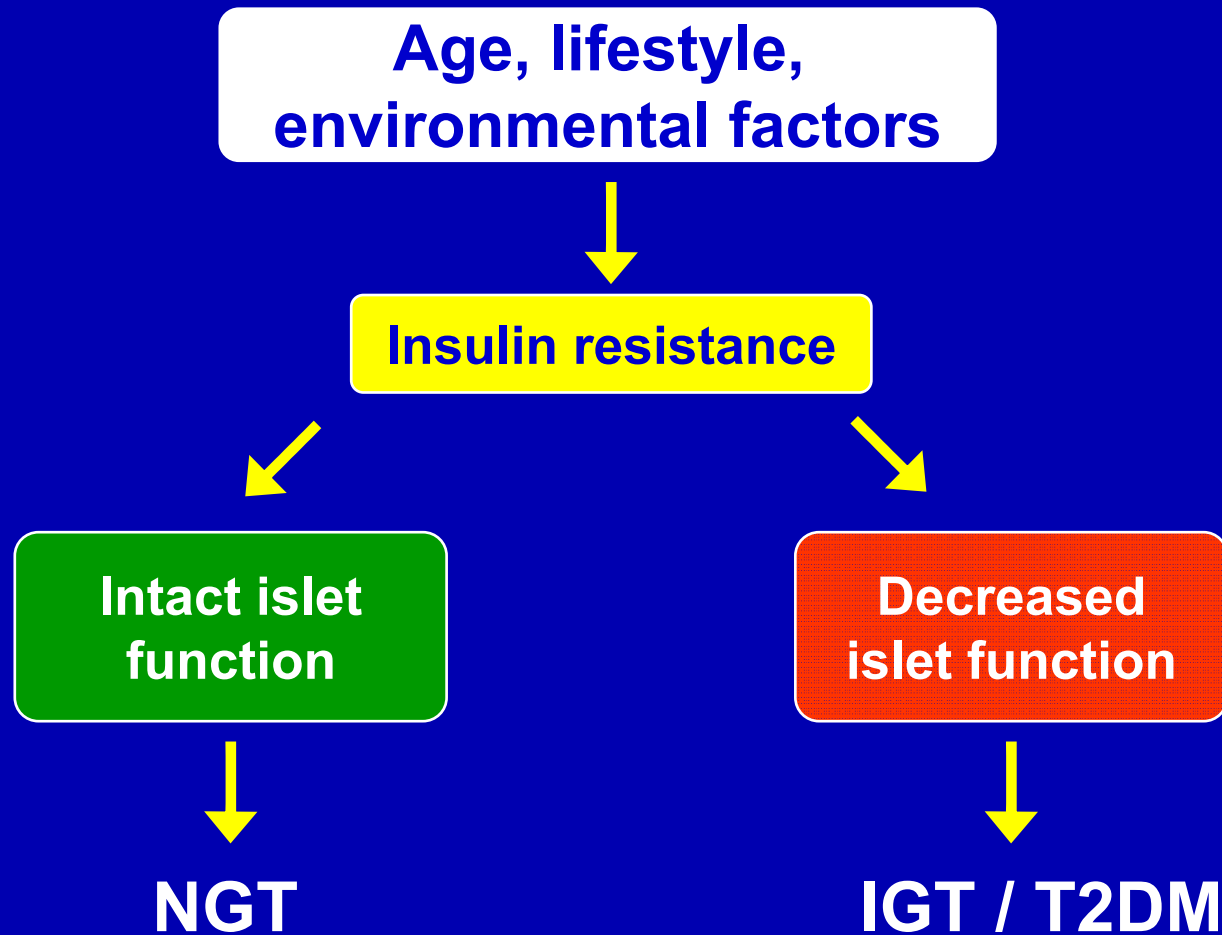 Age, lifestyle,
environmental factors
Insulin resistance
Intact islet
function
Decreased
islet function
NGT
IGT / T2DM